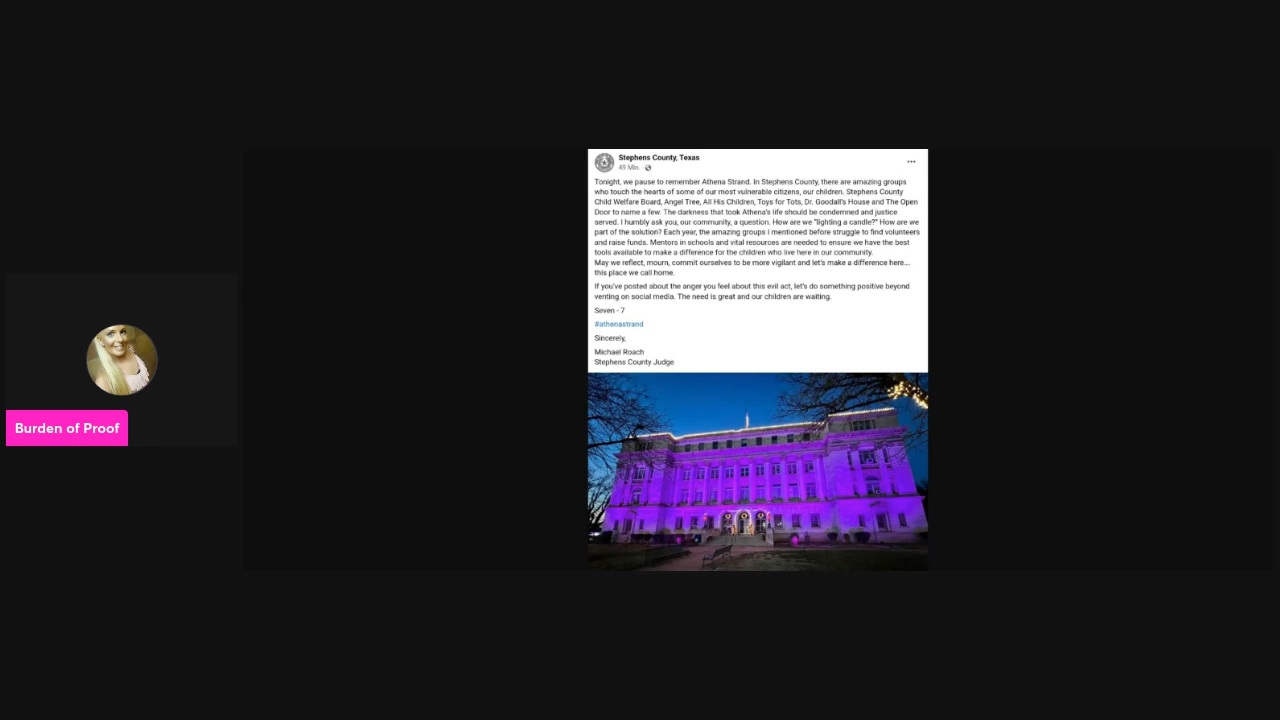 Stephens County, Texas
49 Min. ·
Tonight, we pause to remember Athena Strand. In Stephens County, there are amazing groups
who touch the hearts of some of our most vulnerable citizens, our children. Stephens County
Child Welfare Board, Angel Tree, All His Children, Toys for Tots, Dr. Goodall's House and The Open
Door to name a few. The darkness that took Athena's life should be condemned and justice
served. I humbly ask you, our community, a question. How are we "lighting a candle?" How are we
part of the solution? Each year, the amazing groups I mentioned before struggle to find volunteers
and raise funds. Mentors in schools and vital resources are needed to ensure we have the best
tools available to make a difference for the children who live here in our community.
May we reflect, mourn, commit ourselves to be more vigilant and let's make a difference here...
this place we call home.
If you've posted about the anger you feel about this evil act, let's do something positive beyond
venting on social media. The need is great and our children are waiting.
Seven - 7
#athenastrand
Sincerely,
Michael Roach
Stephens County Judge
Burden of Proof